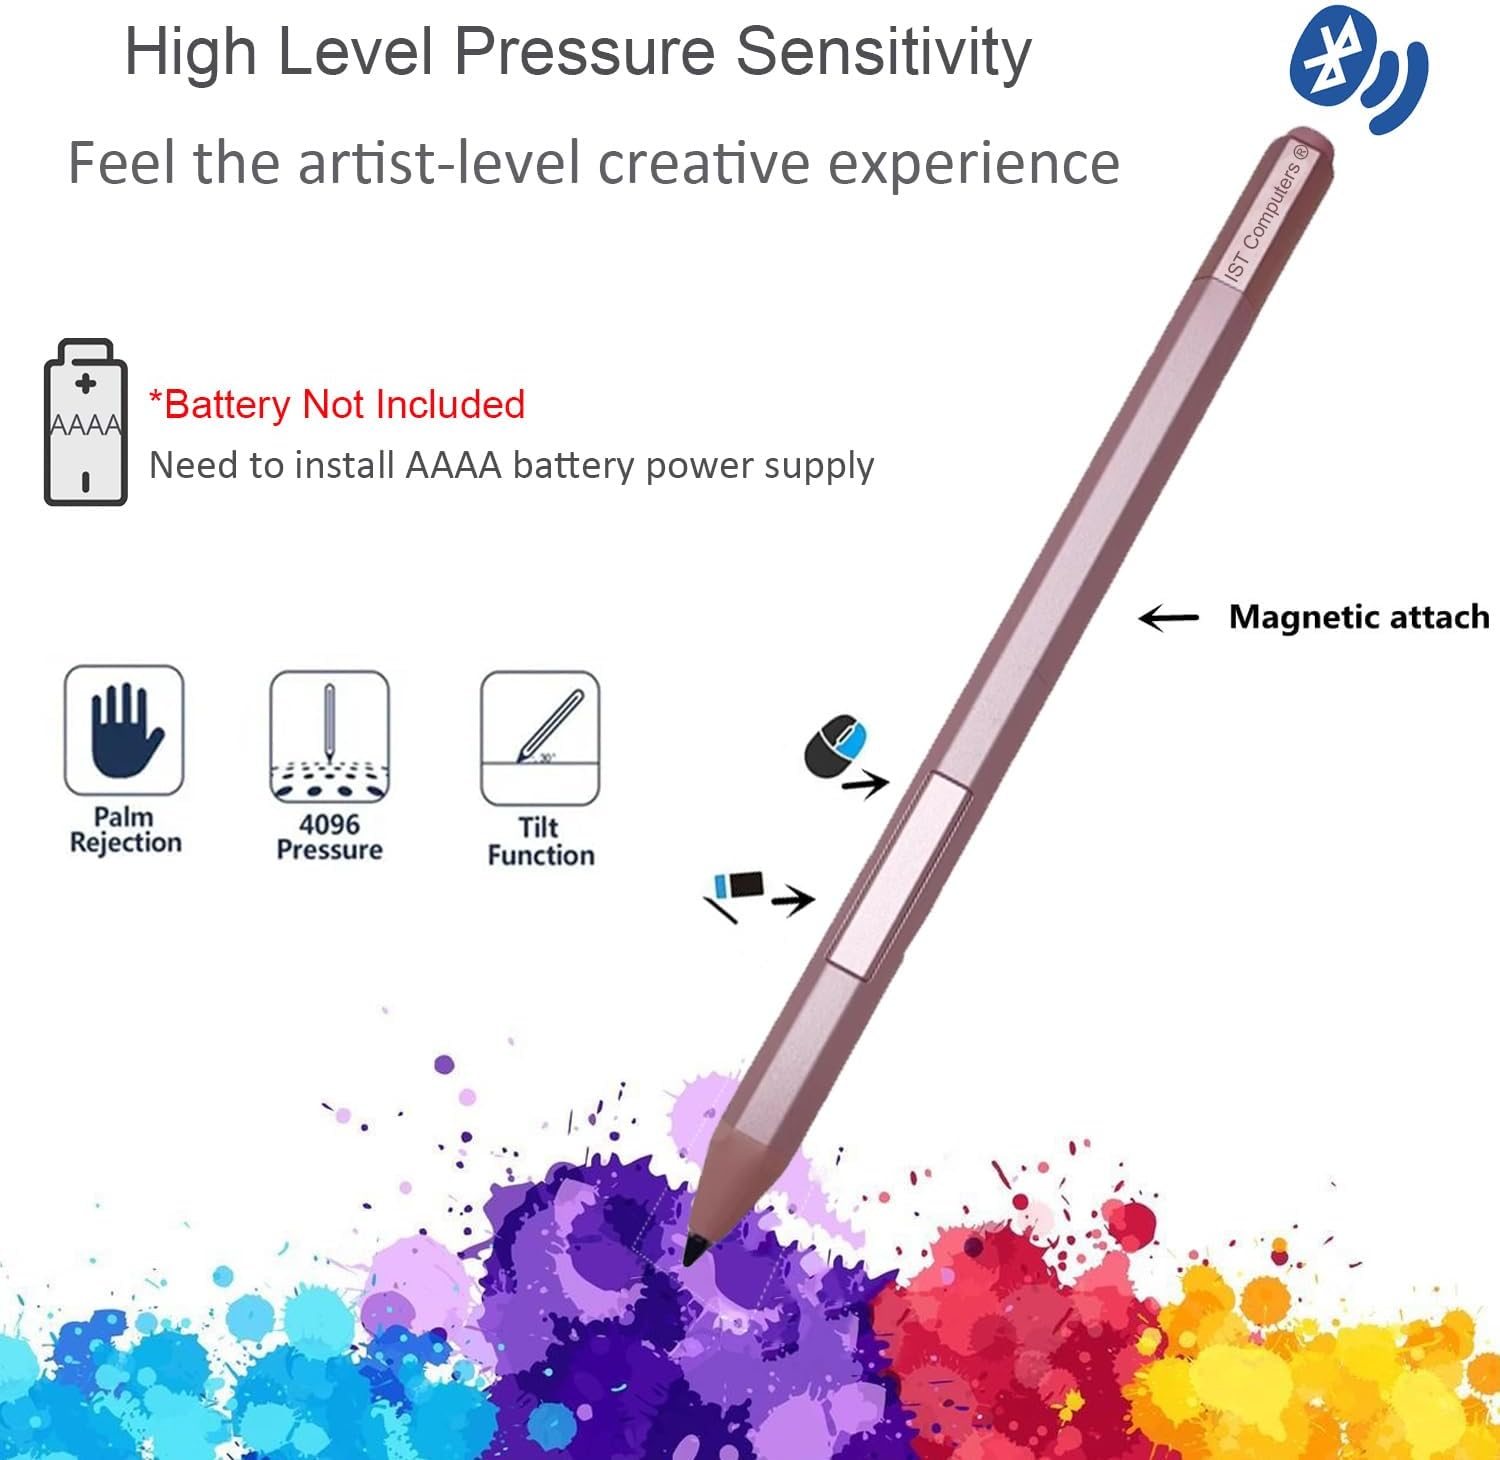 High Level Pressure Sensitivity
Feel the artist-level creative experience
IST Computers ®
AAAA
*Battery Not Included
Need to install AAAA battery power supply
Magnetic attach
30°
Palm
Rejection
4096
Pressure
Tilt
Function